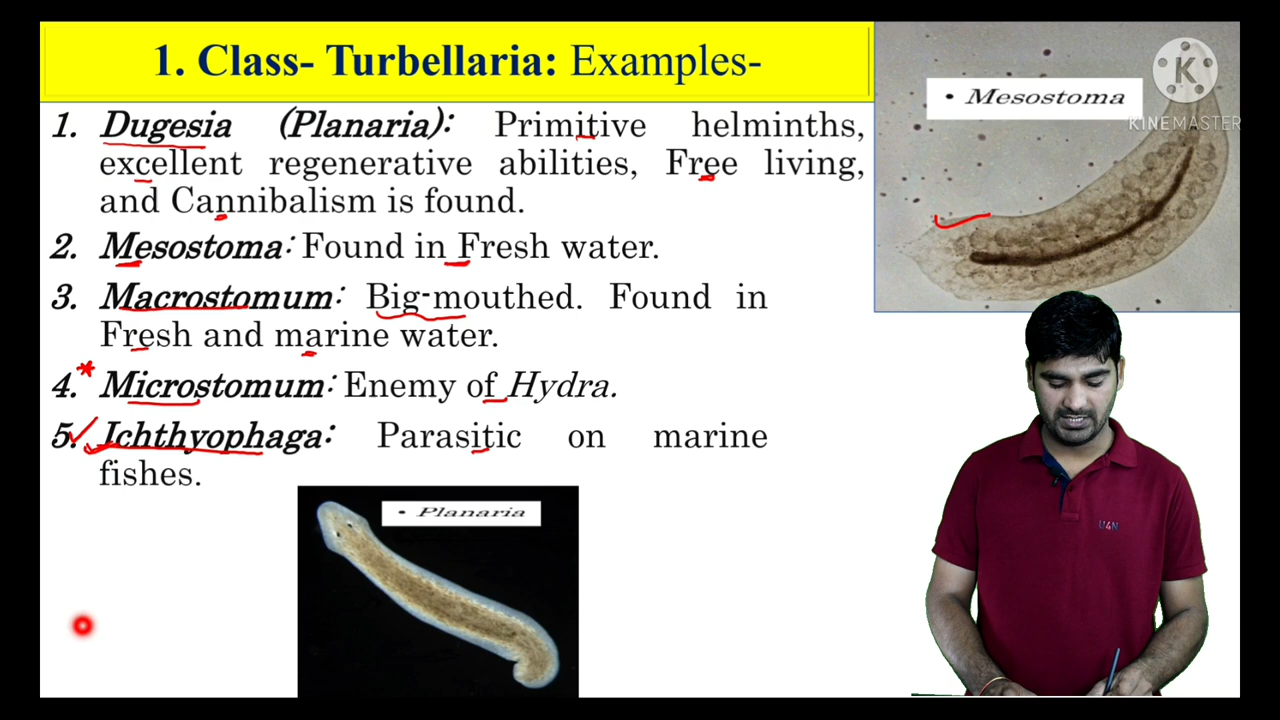 1. Class- Turbellaria: Examples-
1. Dugesia (Planaria): Primitive helminths,
excellent regenerative abilities, Free living,
and Cannibalism is found.
2. Mesostoma: Found in Fresh water.
3. Macrostomum: Big-mouthed. Found in
Fresh and marine water.
4.* Microstomum: Enemy of Hydra.
5. Ichthyophaga: Parasitic on marine
fishes.
• Mesostoma
K
KINEMASTER
• Planaria
U4N